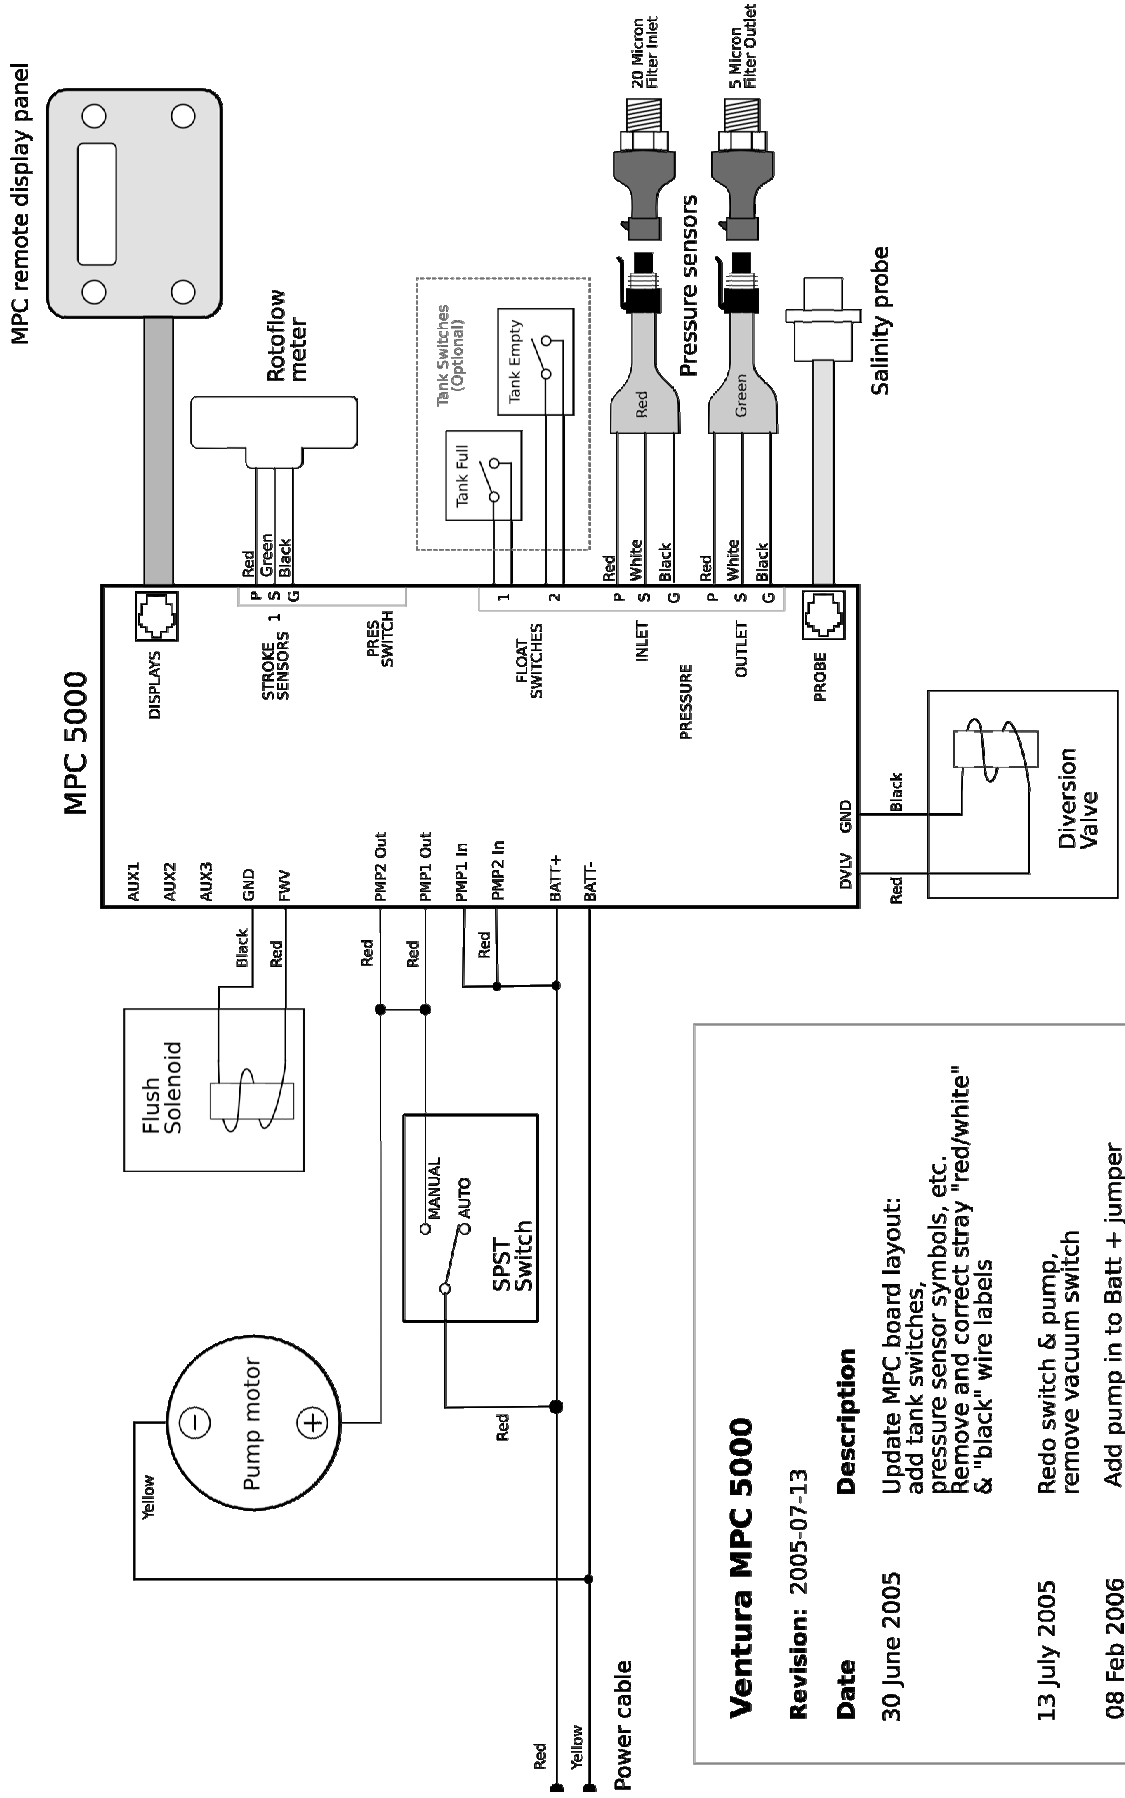 MPC remote display panel
Rotoflow
meter
Tank Switches
(Optional)
Tank Full
Tank Empty
20 Micron
Filter Inlet
5 Micron
Filter Outlet
Pressure sensors
Salinity probe
Red
Green
Black
Red
White
Black
Red
White
Black
Red
Green
MPC 5000
DISPLAYS
STROKE
SENSORS
1
P
S
G
PRES
SWITCH
FLOAT
SWITCHES
1
2
INLET
P
S
G
PRESSURE
OUTLET
P
S
G
PROBE
AUX1
AUX2
AUX3
GND
FWV
PMP2 Out
PMP1 Out
PMP1 In
PMP2 In
BATT+
BATT-
DVLV
GND
Red
Black
Diversion
Valve
Black
Red
Red
Red
Red
Flush
Solenoid
MANUAL
AUTO
SPST
Switch
Red
Pump motor
−
+
Yellow
Red
Yellow
Power cable
Ventura MPC 5000
Revision: 2005-07-13
Date Description
30 June 2005 Update MPC board layout:
add tank switches,
pressure sensor symbols, etc.
Remove and correct stray "red/white"
& "black" wire labels
13 July 2005 Redo switch & pump,
remove vacuum switch
08 Feb 2006 Add pump in to Batt + jumper